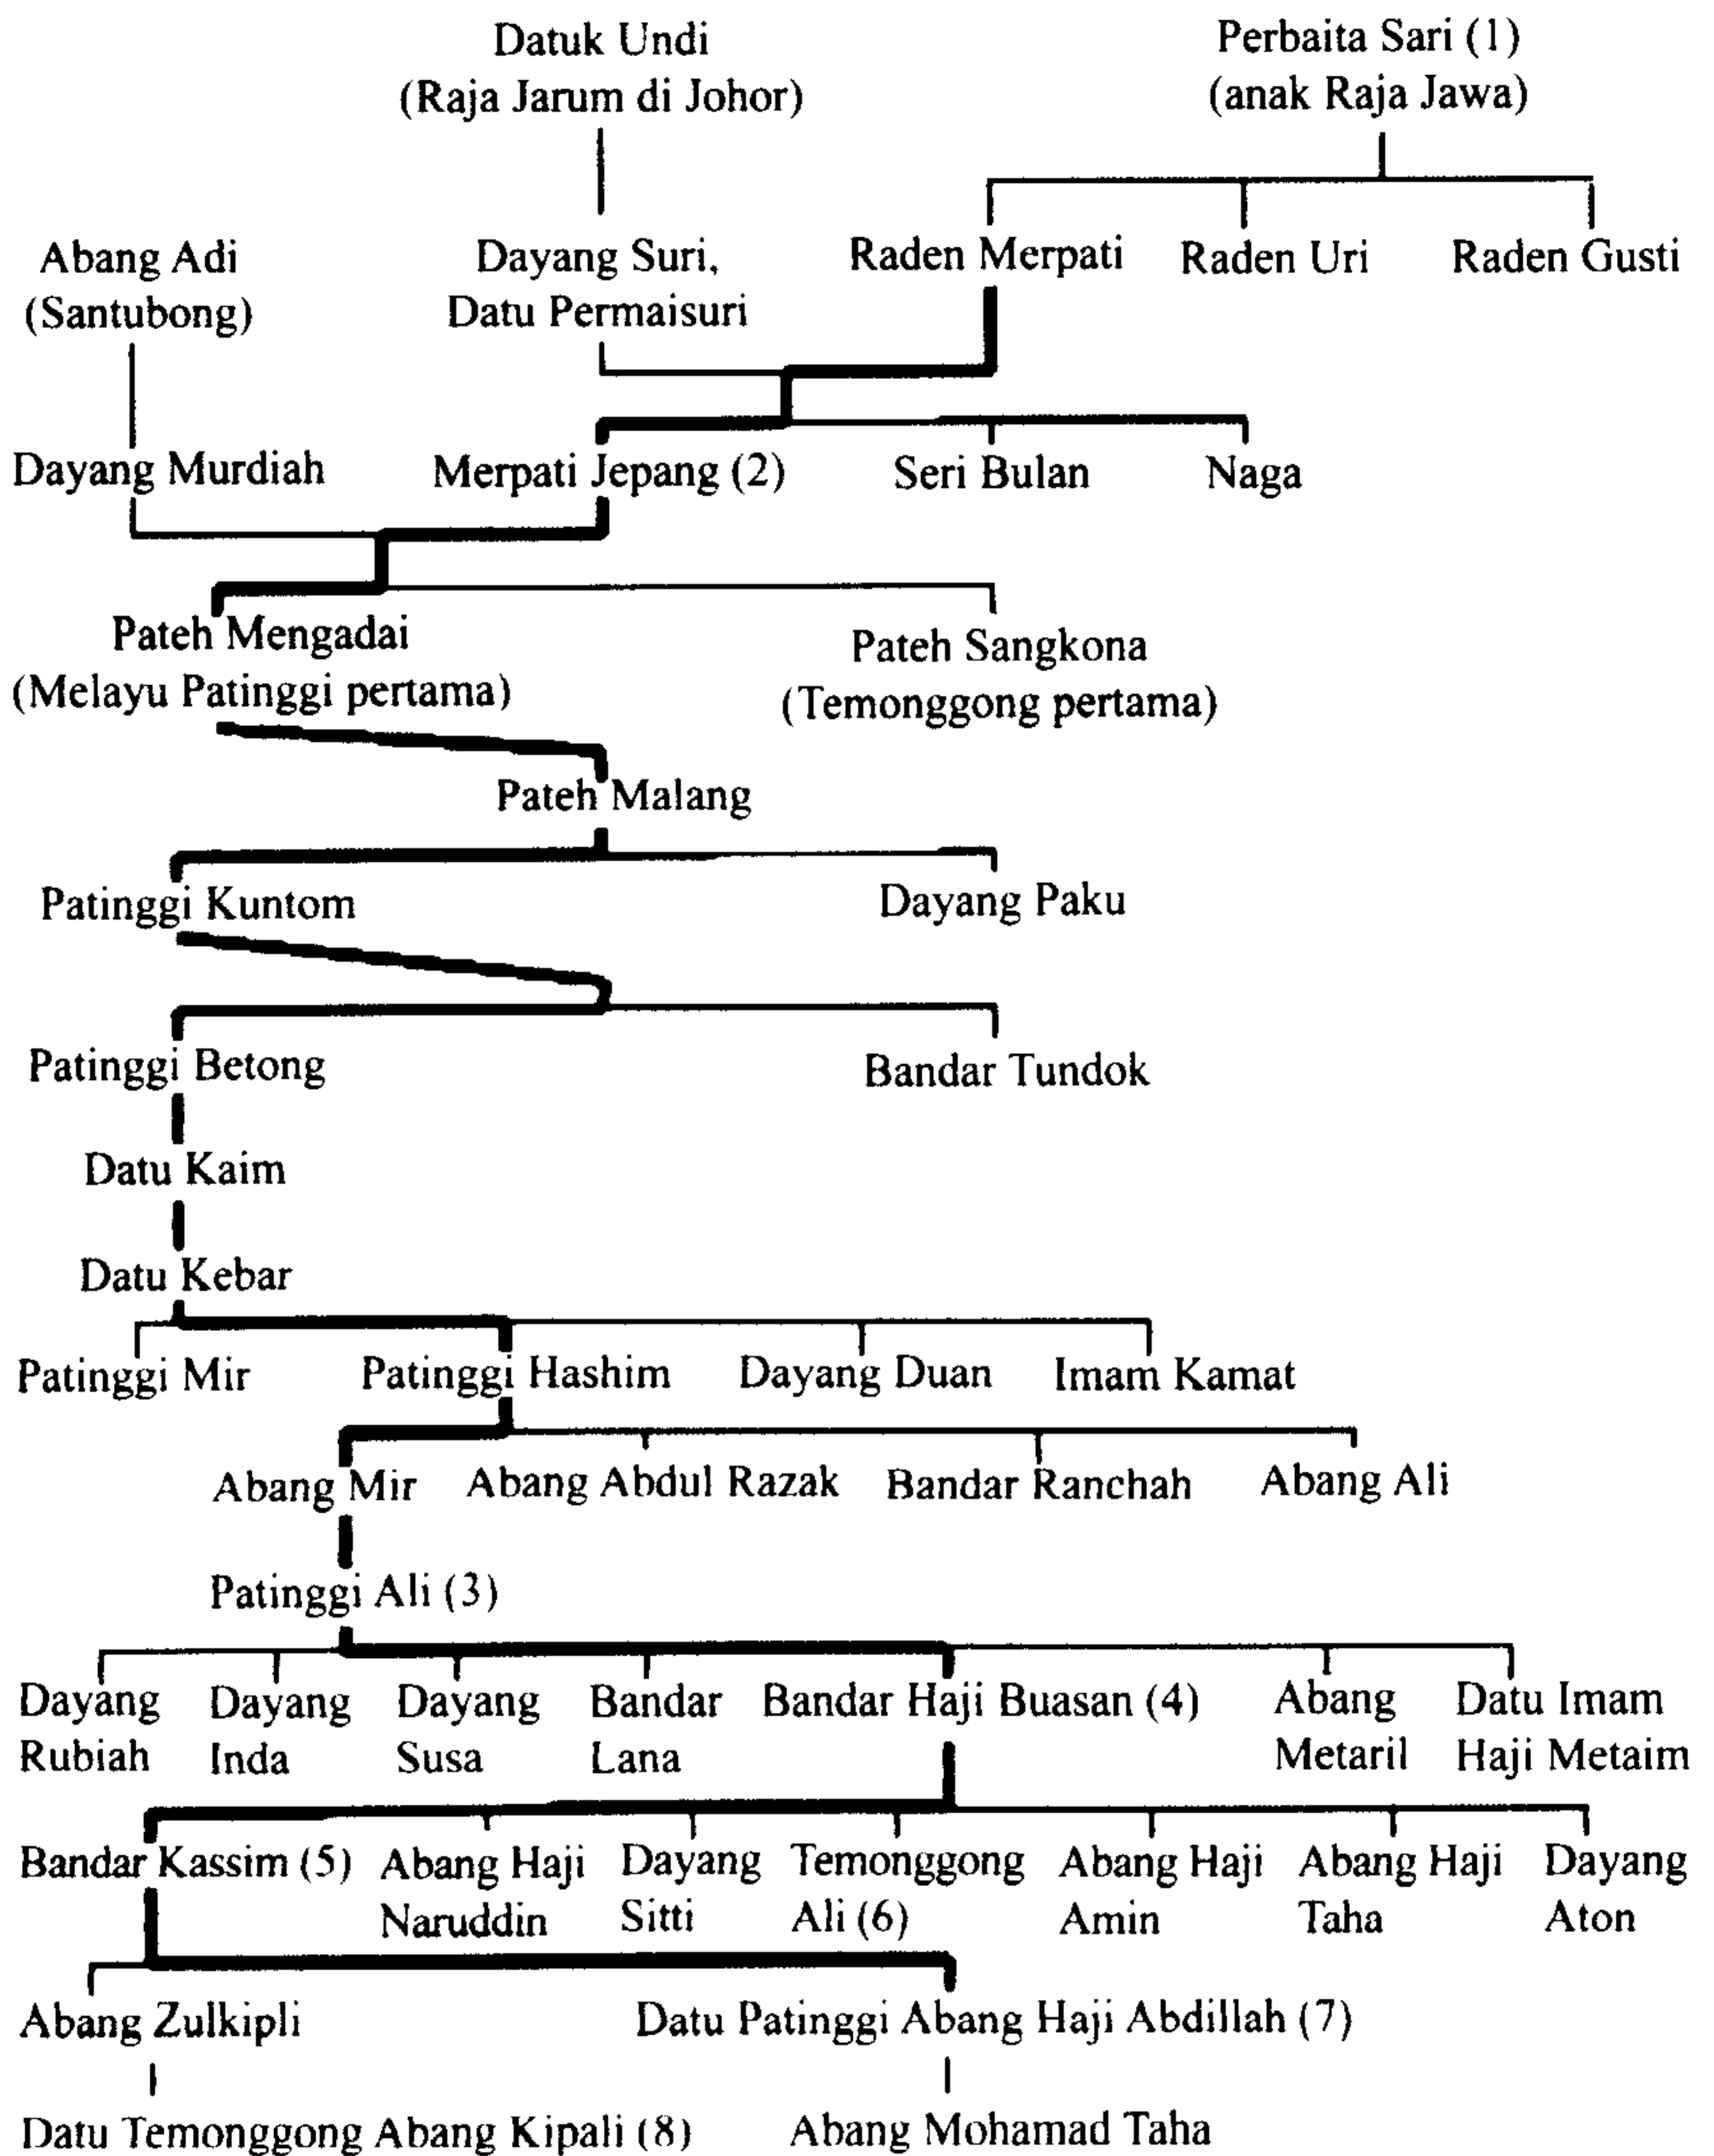 Datuk Undi
(Raja Jarum di Johor)
Perbaita Sari (1)
(anak Raja Jawa)
Abang Adi
(Santubong)
Dayang Suri,
Datu Permaisuri
Raden Merpati
Raden Uri
Raden Gusti
Dayang Murdiah
Merpati Jepang (2)
Seri Bulan
Naga
Pateh Mengadai
(Melayu Patinggi pertama)
Pateh Sangkona
(Temonggong pertama)
Pateh Malang
Patinggi Kuntom
Dayang Paku
Patinggi Betong
Bandar Tundok
Datu Kaim
Datu Kebar
Patinggi Mir
Patinggi Hashim
Dayang Duan
Imam Kamat
Abang Mir
Abang Abdul Razak
Bandar Ranchah
Abang Ali
Patinggi Ali (3)
Dayang
Rubiah
Dayang
Inda
Dayang
Susa
Bandar
Lana
Bandar Haji Buasan (4)
Abang
Metaril
Datu Imam
Haji Metaim
Bandar Kassim (5)
Abang Haji
Naruddin
Dayang
Sitti
Temonggong
Ali (6)
Abang Haji
Amin
Abang Haji
Taha
Dayang
Aton
Abang Zulkipli
Datu Patinggi Abang Haji Abdillah (7)
Datu Temonggong Abang Kipali (8)
Abang Mohamad Taha